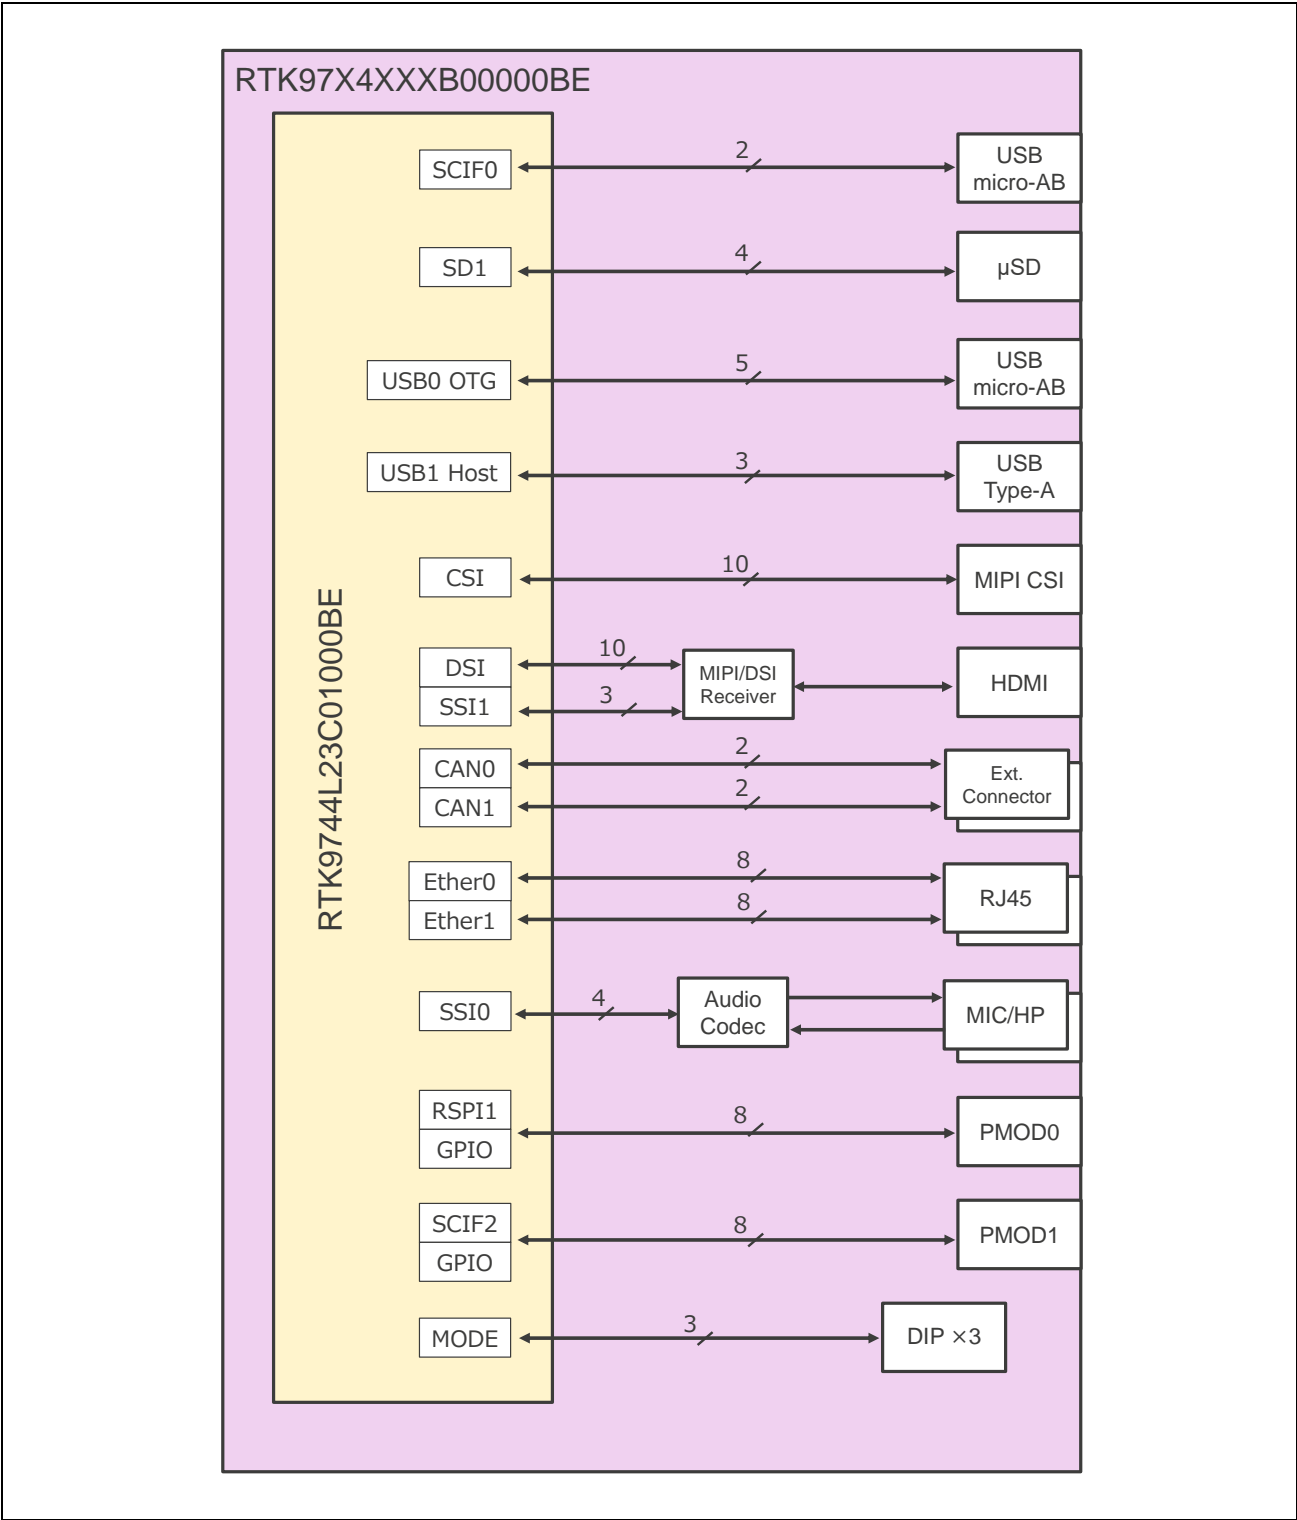 RTK97X4XXXB00000BE
RTK9744L23C01000BE
SCIF0
2
USB
micro-AB
SD1
4
µSD
USB0 OTG
5
USB
micro-AB
USB1 Host
3
USB
Type-A
CSI
10
MIPI CSI
DSI
10
SSI1
3
MIPI/DSI
Receiver
HDMI
CAN0
2
CAN1
2
Ext.
Connector
Ether0
8
Ether1
8
RJ45
SSI0
4
Audio
Codec
MIC/HP
RSPI1
GPIO
8
PMOD0
SCIF2
GPIO
8
PMOD1
MODE
3
DIP ×3